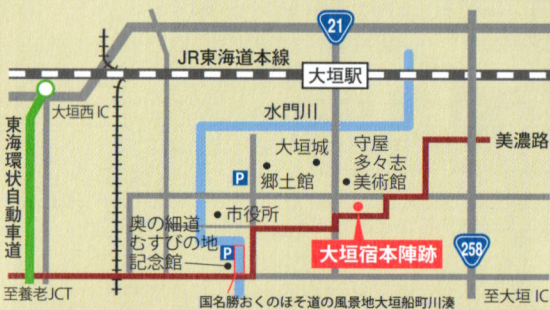 21
JR東海道本線
大垣駅
大垣西IC
水門川
東海環状自動車道
大垣城
守屋
多々志
美術館
美濃路
P
郷土館
市役所
奥の細道
むすびの地
記念館
P
大垣宿本陣跡
258
至養老JCT
至大垣IC
国名勝おくのほそ道の風景地大垣船町川湊